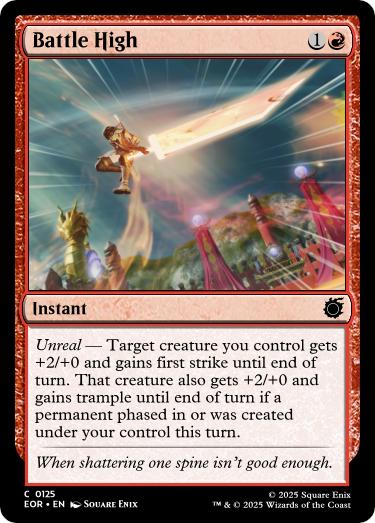 Battle High 1
Instant
Unreal — Target creature you control gets
+2/+0 and gains first strike until end of
turn. That creature also gets +2/+0 and
gains trample until end of turn if a
permanent phased in or was created
under your control this turn.
When shattering one spine isn't good enough.
C 0125 © 2025 Square Enix
EOR • EN Square Enix ™ & © 2025 Wizards of the Coast